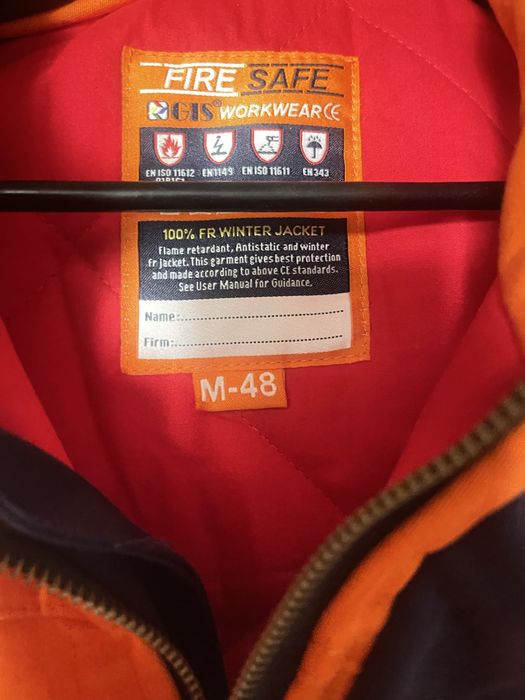 FIRE SAFE
GIS® WORKWEAR CE
EN ISO 11612 EN1149 EN ISO 11611 EN343
100% FR WINTER JACKET
Flame retardant, Antistatic and winter
fr jacket. This garment gives best protection
and made according to above CE standards.
See User Manual for Guidance.
Name:
Firm:
M-48